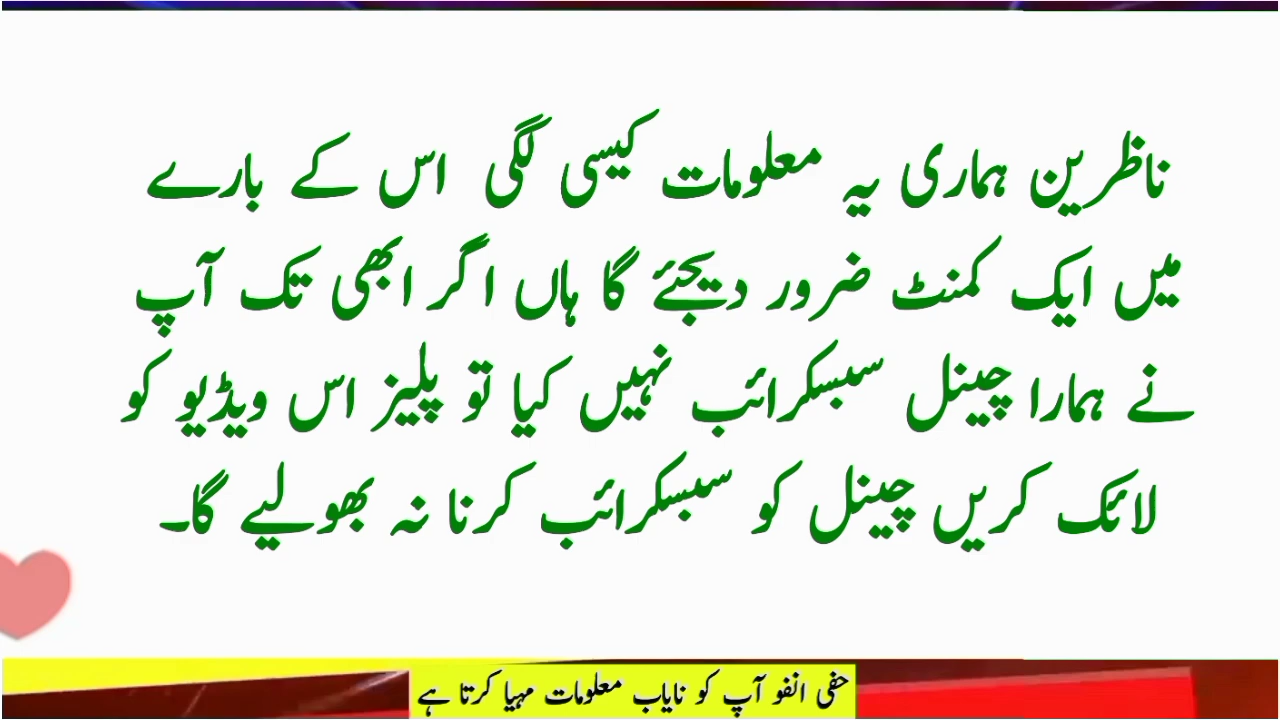 ناظرین ہماری یہ معلومات کیسی لگی اس کے بارے
میں ایک کمنٹ ضرور دیجئے گا ہاں اگر ابھی تک آپ
نے ہمارا چینل سبسکرائب نہیں کیا تو پلیز اس ویڈیو کو
لائک کریں چینل کو سبسکرائب کرنا نہ بھولیے گا۔
حفی انفو آپ کو نایاب معلومات مہیا کرتا ہے